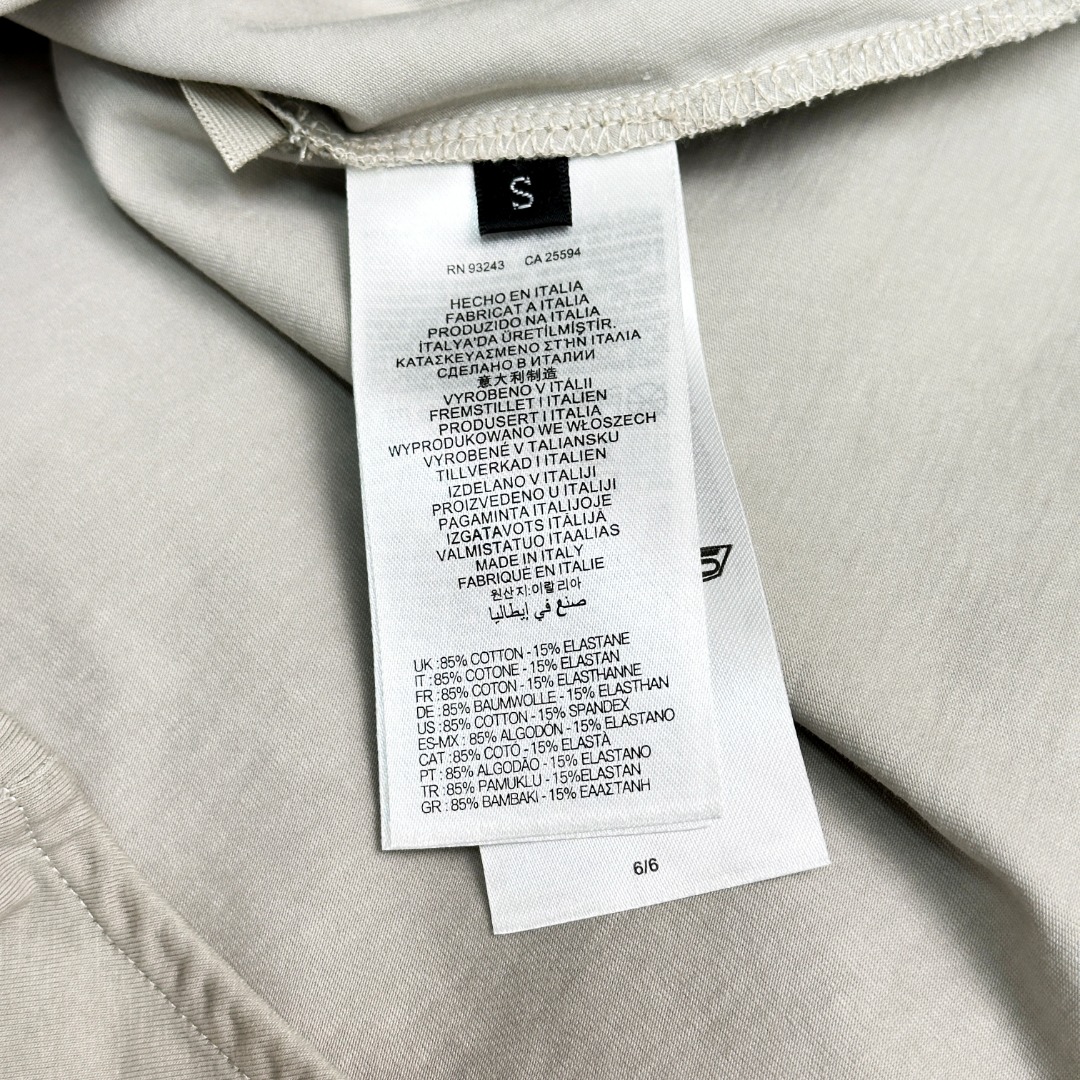 S
RN 93243 CA 25594
HECHO EN ITALIA
FABRICAT A ITALIA
PRODUZIDO NA ITALIA
İTALYA'DA ÜRETİLMİŞTİR.
ΚΑΤΑΣΚΕΥΑΣΜΕΝΟ ΣΤΗΝ ΙΤΑΛΙΑ
СДЕЛАНО В ИТАЛИИ
意大利制造
VYROBENO V ITÁLII
FREMSTILLET I ITALIEN
PRODUSERT I ITALIA
WYPRODUKOWANO WE WŁOSZECH
VYROBENÉ V TALIANSKU
TILLVERKAD I ITALIEN
IZDELANO V ITALIJI
PROIZVEDENO U ITALIJI
PAGAMINTA ITALIJOJE
IZGATAVOTS ITĀLIJĀ
VALMISTATUO ITAALIAS
MADE IN ITALY
FABRIQUÉ EN ITALIE
원산지:이랄리아
صنع في إيطاليا
UK :85% COTTON - 15% ELASTANE
IT :85% COTONE - 15% ELASTAN
FR :85% COTON - 15% ELASTHANNE
DE :85% BAUMWOLLE - 15% ELASTHAN
US :85% COTTON - 15% SPANDEX
ES-MX : 85% ALGODÓN - 15% ELASTANO
CAT :85% COTÓ - 15% ELASTÀ
PT :85% ALGODÃO - 15% ELASTANO
TR :85% PAMUKLU - 15%ELASTAN
GR :85% BAMBAKI - 15% ΕΛΑΣΤΑΝΗ
6/6